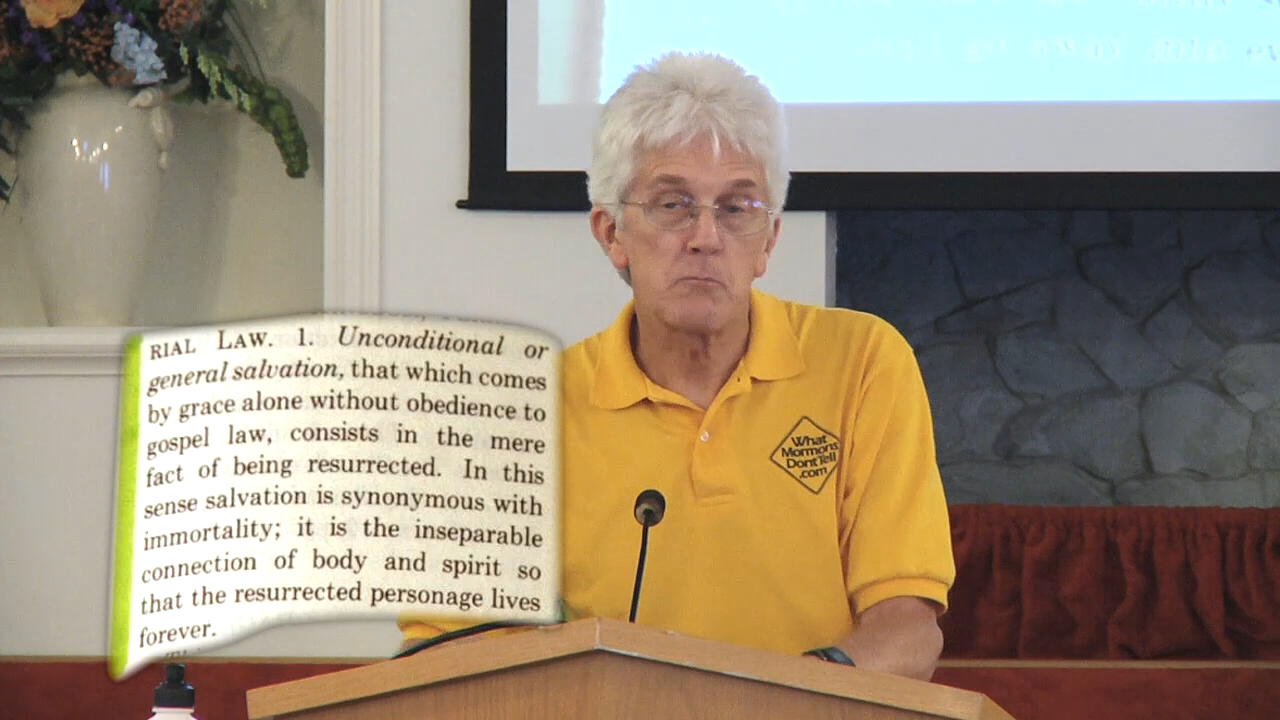 RIAL LAW. 1. Unconditional or
general salvation, that which comes
by grace alone without obedience to
gospel law, consists in the mere
fact of being resurrected. In this
sense salvation is synonymous with
immortality; it is the inseparable
connection of body and spirit so
that the resurrected personage lives
forever.
What
Mormons
Dont Tell
.com